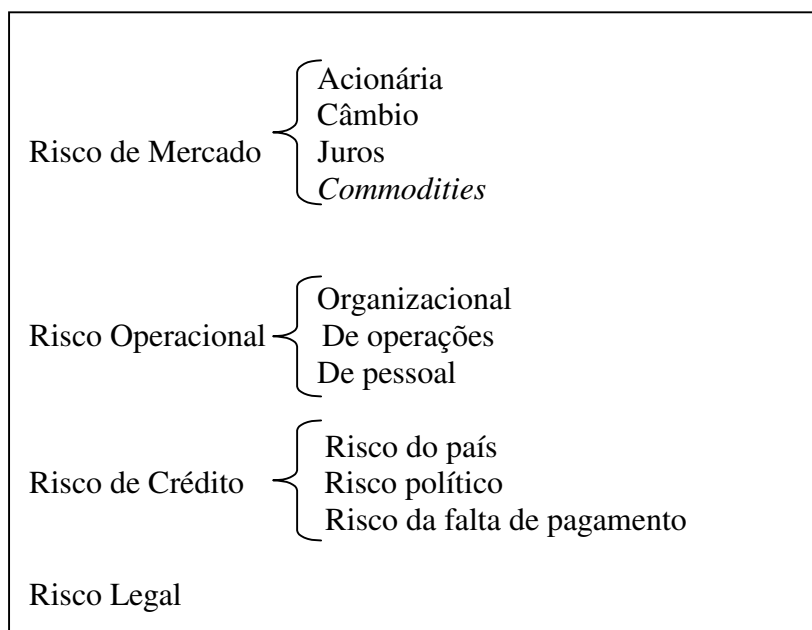 Risco de Mercado
Acionária
Câmbio
Juros
Commodities
Risco Operacional
Organizacional
De operações
De pessoal
Risco de Crédito
Risco do país
Risco político
Risco da falta de pagamento
Risco Legal